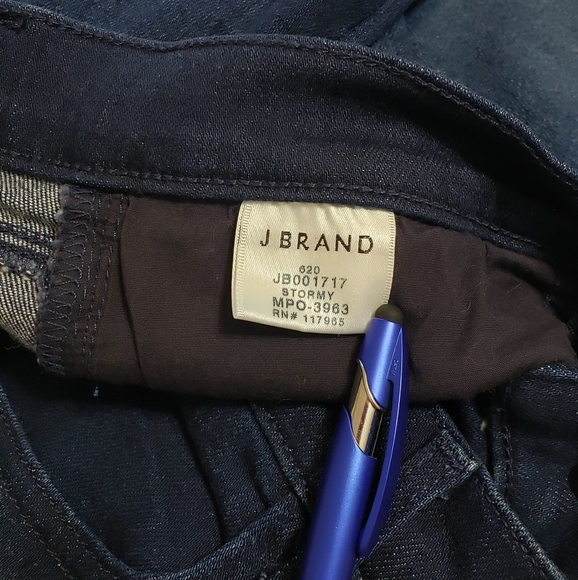 J BRAND
620
JB001717
STORMY
MPO-3963
RN# 117965